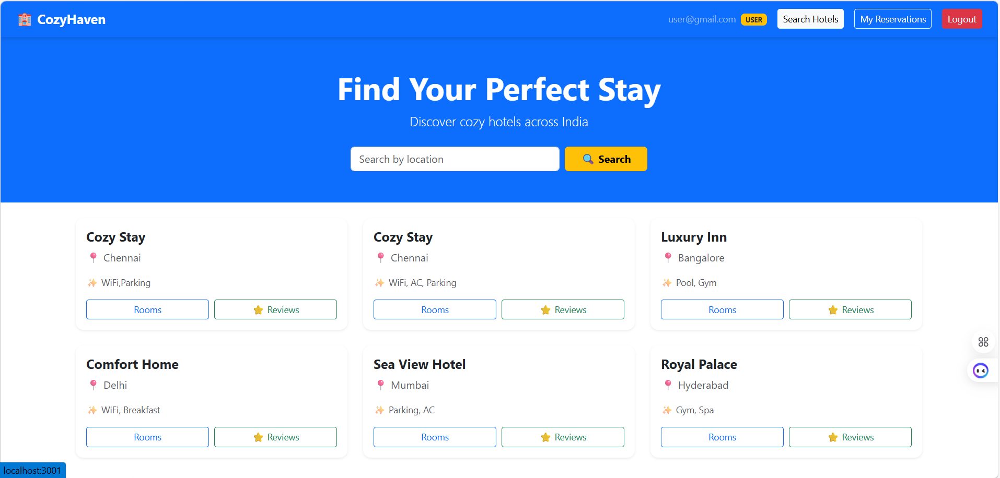 CozyHaven
user@gmail.com USER Search Hotels My Reservations Logout
Find Your Perfect Stay
Discover cozy hotels across India
Search by location Search
Cozy Stay
Chennai
WiFi,Parking
Rooms Reviews
Cozy Stay
Chennai
WiFi, AC, Parking
Rooms Reviews
Luxury Inn
Bangalore
Pool, Gym
Rooms Reviews
Comfort Home
Delhi
WiFi, Breakfast
Rooms Reviews
Sea View Hotel
Mumbai
Parking, AC
Rooms Reviews
Royal Palace
Hyderabad
Gym, Spa
Rooms Reviews
localhost:3001